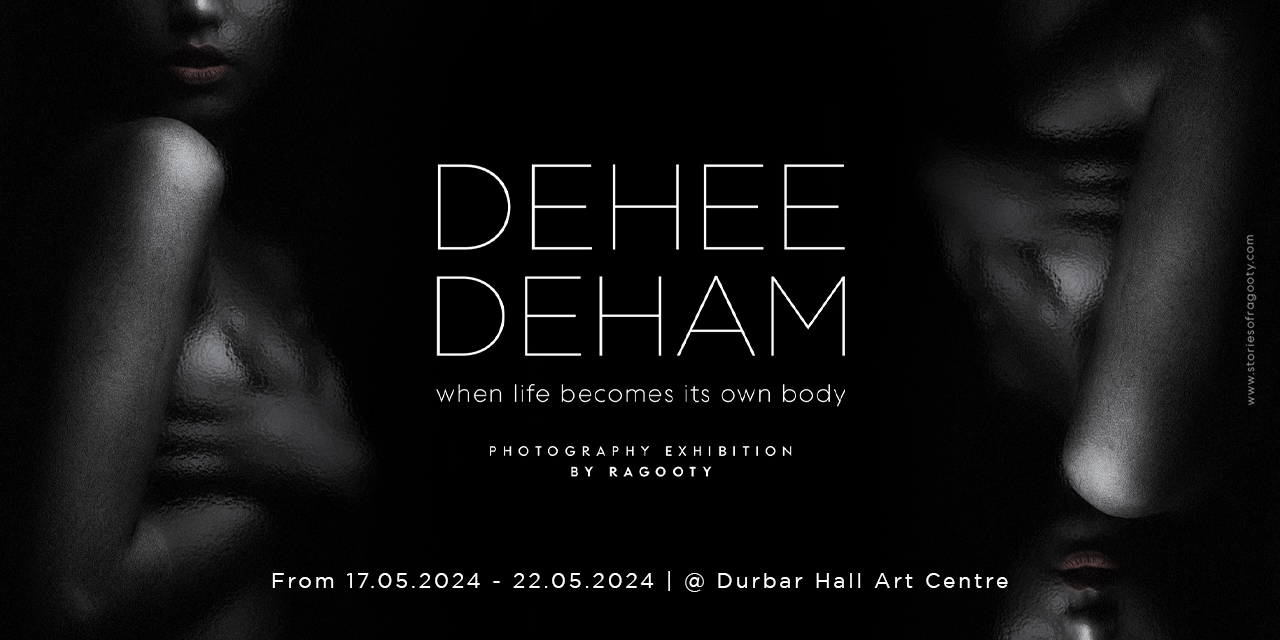 DEHEE
DEHAM
when life becomes its own body
PHOTOGRAPHY EXHIBITION
BY RAGOOTY
From 17.05.2024 - 22.05.2024 | @ Durbar Hall Art Centre
www.storiesofragooty.com